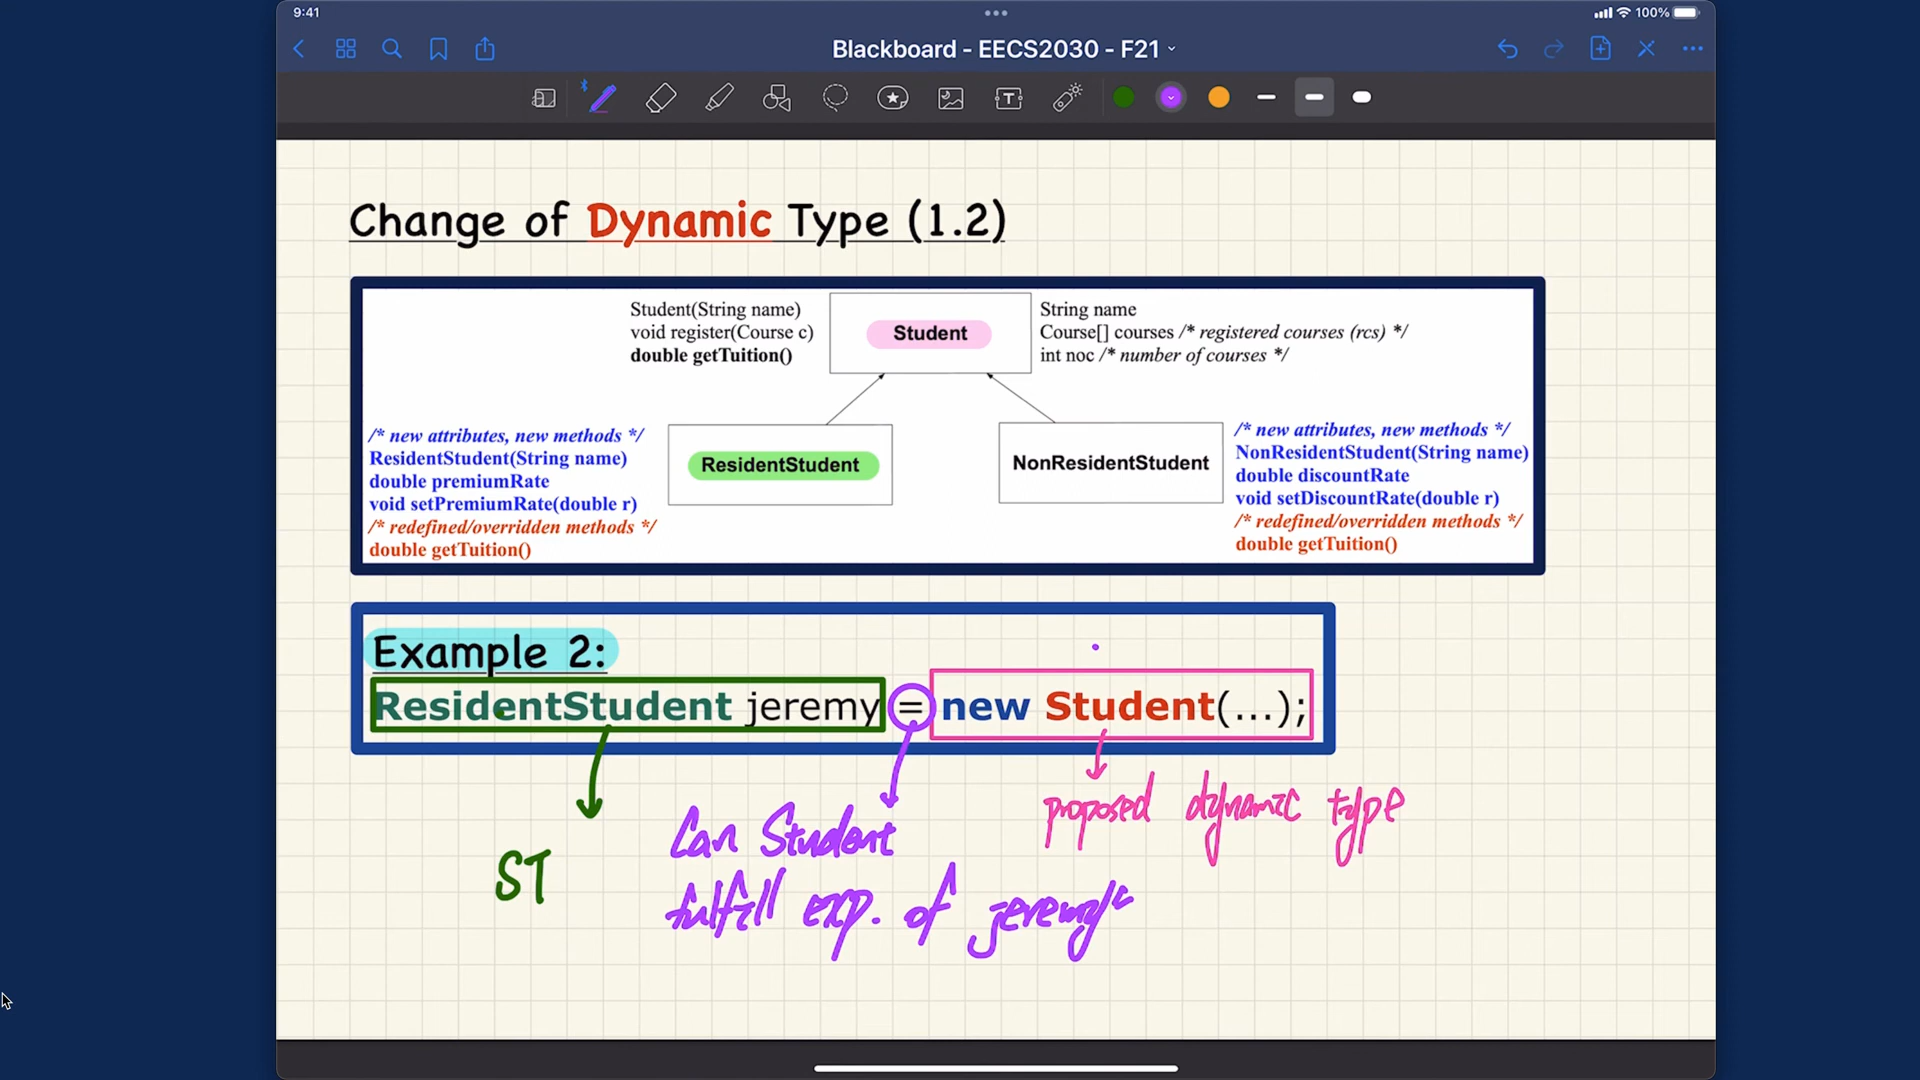 9:41
100%
Blackboard - EECS2030 - F21
Change of Dynamic Type (1.2)
Student(String name)
void register(Course c)
double getTuition()
Student
String name
Course[] courses /* registered courses (rcs) */
int noc /* number of courses */
/* new attributes, new methods */
ResidentStudent(String name)
double premiumRate
void setPremiumRate(double r)
/* redefined/overridden methods */
double getTuition()
ResidentStudent
NonResidentStudent
/* new attributes, new methods */
NonResidentStudent(String name)
double discountRate
void setDiscountRate(double r)
/* redefined/overridden methods */
double getTuition()
Example 2:
ResidentStudent jeremy = new Student(...);
ST
Can Student
fulfill exp. of jeremy's
proposed dynamic type